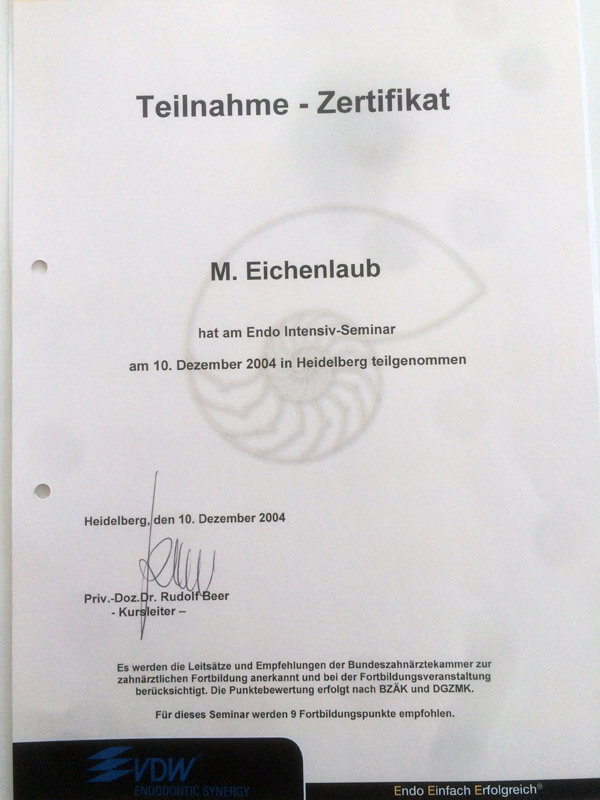 Teilnahme - Zertifikat
M. Eichenlaub
hat am Endo Intensiv-Seminar
am 10. Dezember 2004 in Heidelberg teilgenommen
Heidelberg, den 10. Dezember 2004
Priv.-Doz.Dr. Rudolf Beer
- Kursleiter –
Es werden die Leitsätze und Empfehlungen der Bundeszahnärztekammer zur
zahnärztlichen Fortbildung anerkannt und bei der Fortbildungsveranstaltung
berücksichtigt. Die Punktebewertung erfolgt nach BZÄK und DGZMK.
Für dieses Seminar werden 9 Fortbildungspunkte empfohlen.
VDW
ENDODONTIC SYNERGY
Endo Einfach Erfolgreich®